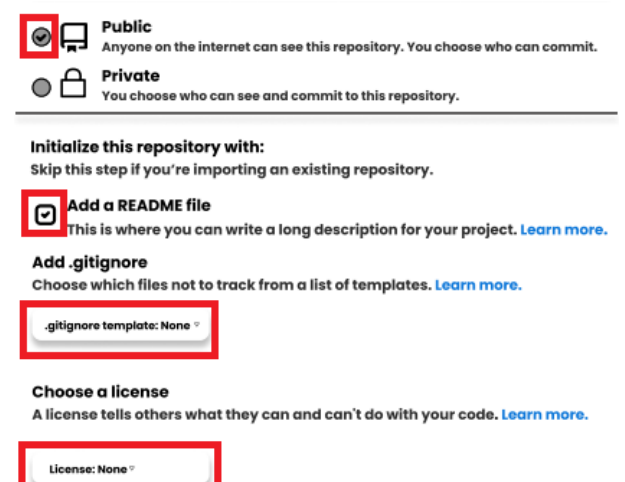 Public
Anyone on the internet can see this repository. You choose who can commit.
Private
You choose who can see and commit to this repository.
Initialize this repository with:
Skip this step if you're importing an existing repository.
Add a README file
This is where you can write a long description for your project. Learn more.
Add .gitignore
Choose which files not to track from a list of templates. Learn more.
.gitignore template: None
Choose a license
A license tells others what they can and can't do with your code. Learn more.
License: None